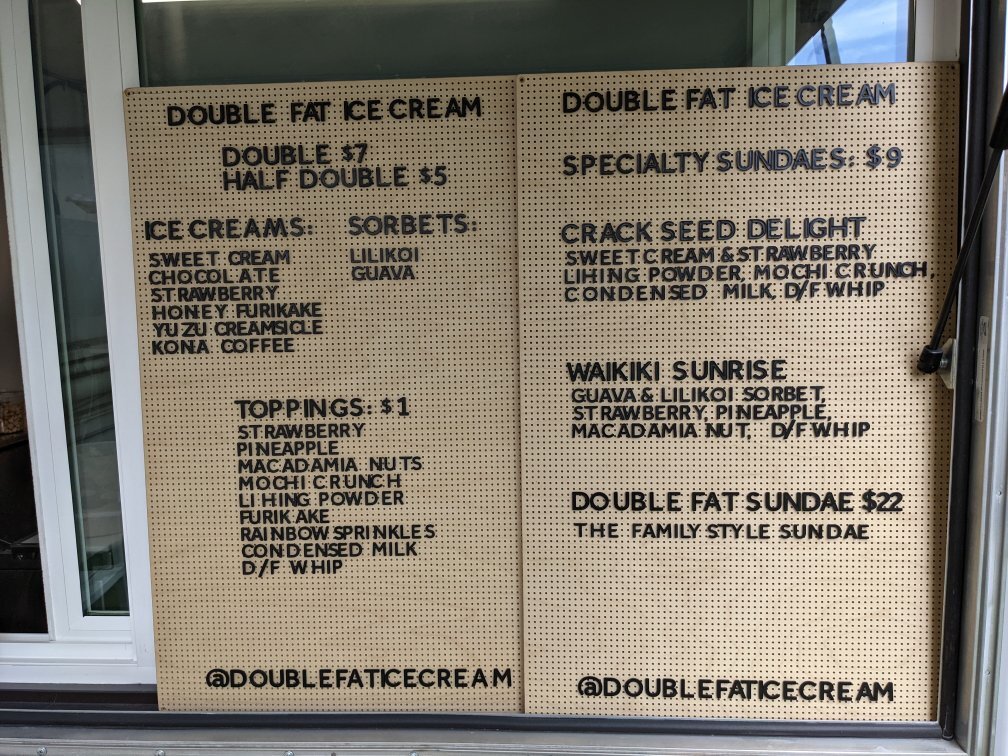 DOUBLE FAT ICE CREAM
DOUBLE $7
HALF DOUBLE $5
ICE CREAMS:
SWEET CREAM
CHOCOLATE
STRAWBERRY
HONEY FURIKAKE
YUZU CREAMSICLE
KONA COFFEE
SORBETS:
LILIKOI
GUAVA
TOPPINGS: $1
STRAWBERRY
PINEAPPLE
MACADAMIA NUTS
MOCHI CRUNCH
LI HING POWDER
FURIKAKE
RAINBOW SPRINKLES
CONDENSED MILK
D/F WHIP
@DOUBLEFATICECREAM
DOUBLE FAT ICE CREAM
SPECIALTY SUNDAES: $9
CRACK SEED DELIGHT
SWEET CREAM & STRAWBERRY
LIHING POWDER, MOCHI CRUNCH,
CONDENSED MILK, D/F WHIP
WAIKIKI SUNRISE
GUAVA & LILIKOI SORBET,
STRAWBERRY, PINEAPPLE,
MACADAMIA NUT, D/F WHIP
DOUBLE FAT SUNDAE $22
THE FAMILY STYLE SUNDAE
@DOUBLEFATICECREAM